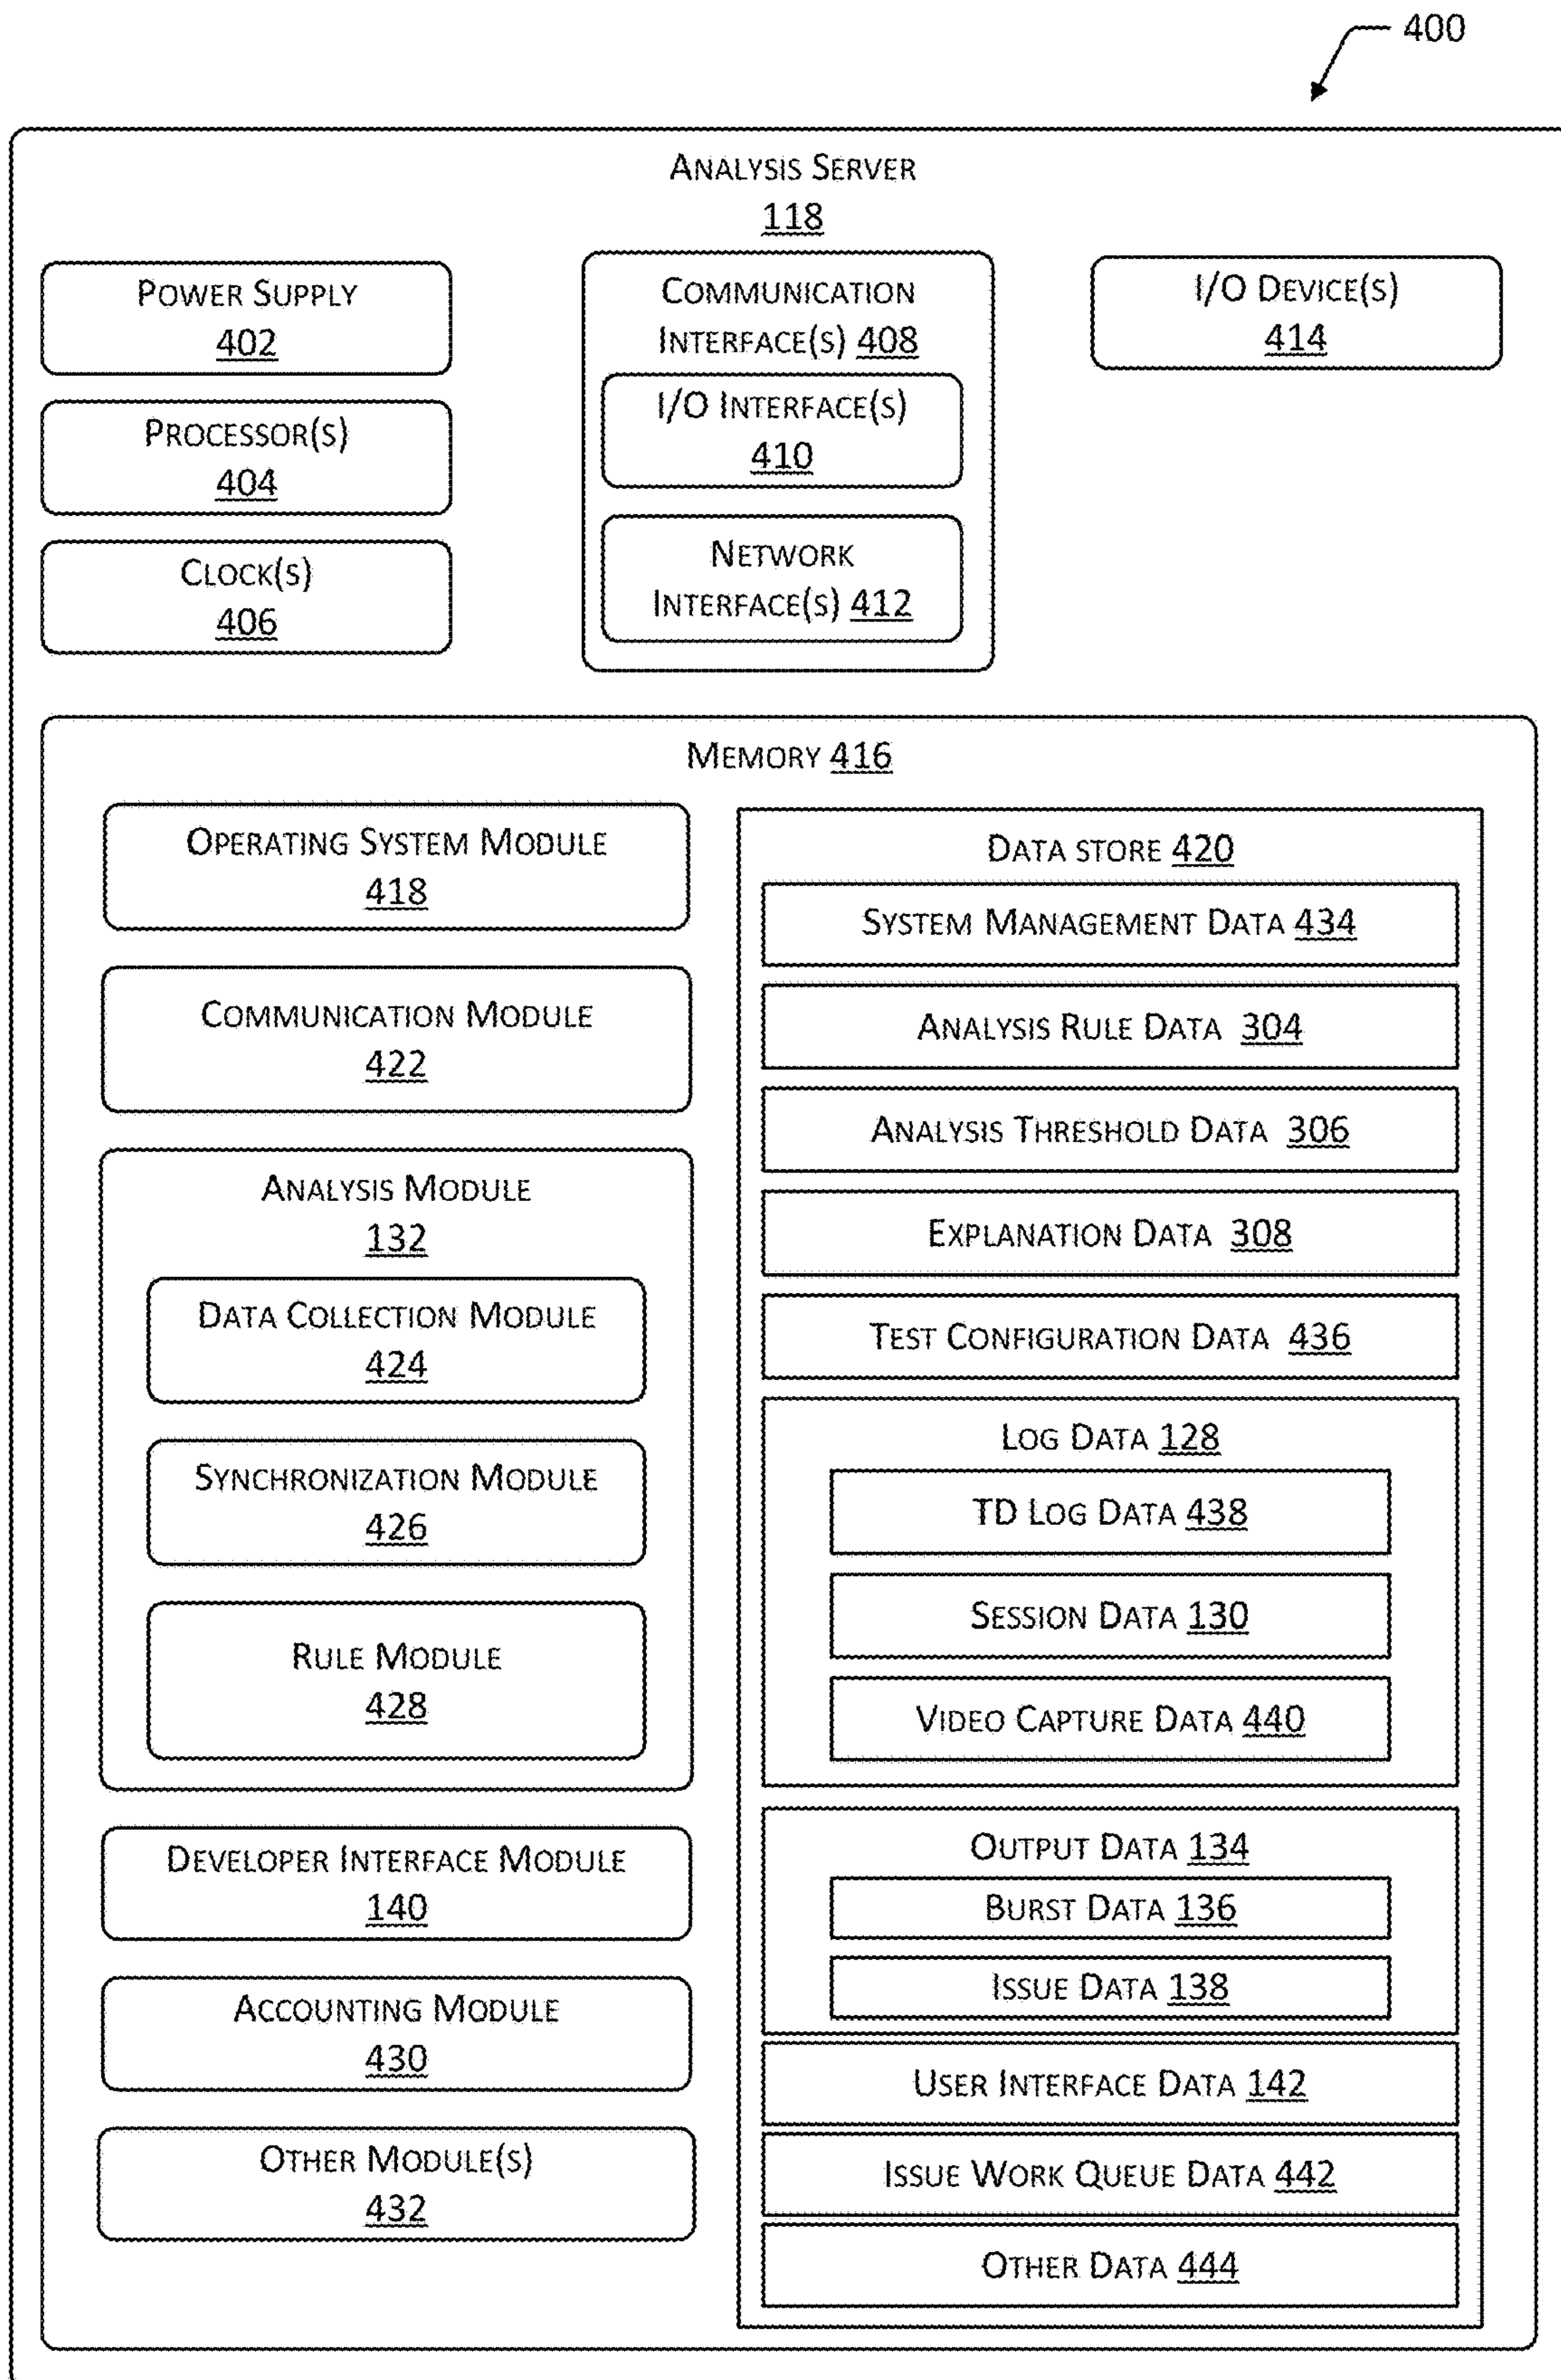 400
Analysis Server
118
Power Supply
402
Processor(s)
404
Clock(s)
406
Communication
Interface(s) 408
I/O Interface(s)
410
Network
Interface(s) 412
I/O Device(s)
414
Memory 416
Operating System Module
418
Communication Module
422
Analysis Module
132
Data Collection Module
424
Synchronization Module
426
Rule Module
428
Developer Interface Module
140
Accounting Module
430
Other Module(s)
432
Data store 420
System Management Data 434
Analysis Rule Data 304
Analysis Threshold Data 306
Explanation Data 308
Test Configuration Data 436
Log Data 128
TD Log Data 438
Session Data 130
Video Capture Data 440
Output Data 134
Burst Data 136
Issue Data 138
User Interface Data 142
Issue Work Queue Data 442
Other Data 444